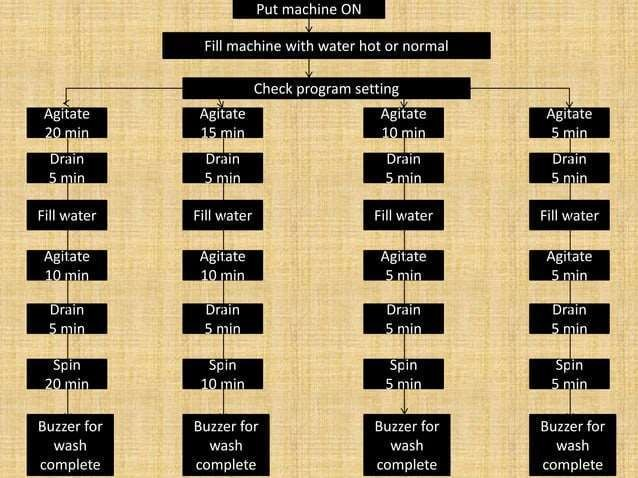 Put machine ON
Fill machine with water hot or normal
Check program setting
Agitate
20 min
Drain
5 min
Fill water
Agitate
10 min
Drain
5 min
Spin
20 min
Buzzer for
wash
complete
Agitate
15 min
Drain
5 min
Fill water
Agitate
10 min
Drain
5 min
Spin
10 min
Buzzer for
wash
complete
Agitate
10 min
Drain
5 min
Fill water
Agitate
5 min
Drain
5 min
Spin
5 min
Buzzer for
wash
complete
Agitate
5 min
Drain
5 min
Fill water
Agitate
5 min
Drain
5 min
Spin
5 min
Buzzer for
wash
complete